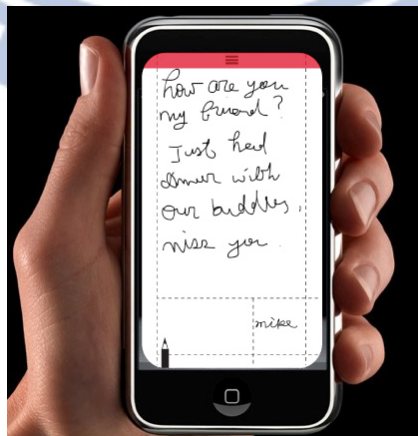 how are you
my friend?
Just had
dinner with
our buddies,
miss you.
mike